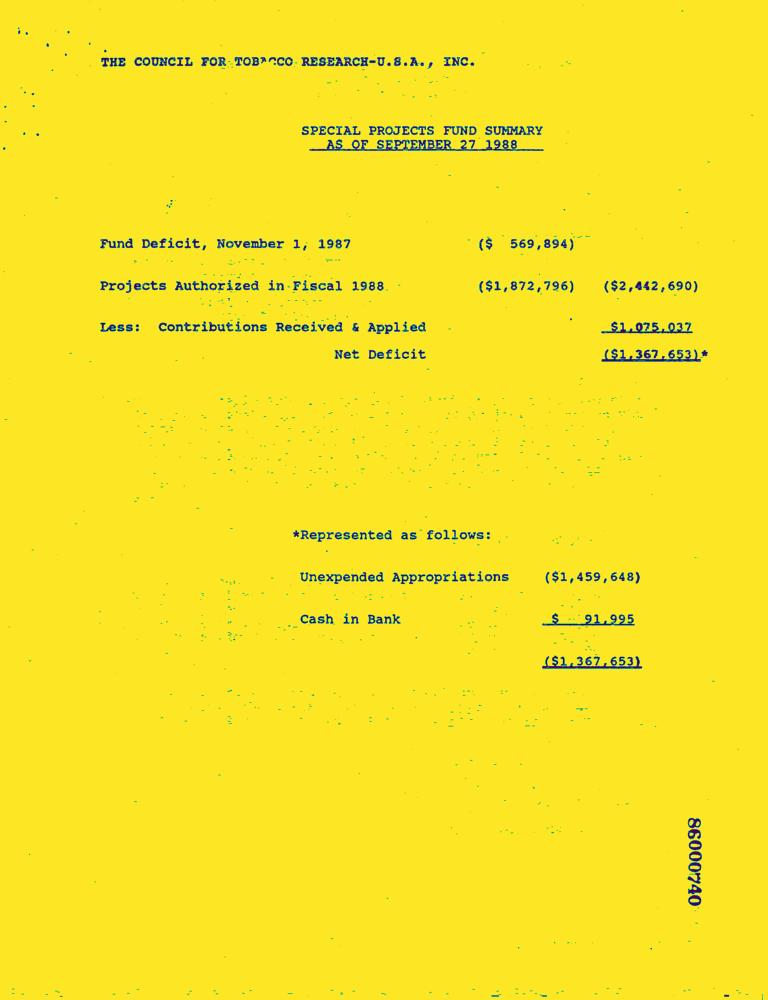 THE COUNCIL FOR TOBACCO RESEARCH-U.S.A., INC.
SPECIAL PROJECTS FUND SUMMARY
AS OF SEPTEMBER 27 1988
Fund Deficit, November 1, 1987 ($ 569,894)
Projects Authorized in Fiscal 1988 ($1,872,796) ($2,442,690)
Less: Contributions Received & Applied $1,075,037
Net Deficit ($1,367,653)*
*Represented as follows:
Unexpended Appropriations ($1,459,648)
Cash in Bank $ 91,995
($1,367,653)
86000740